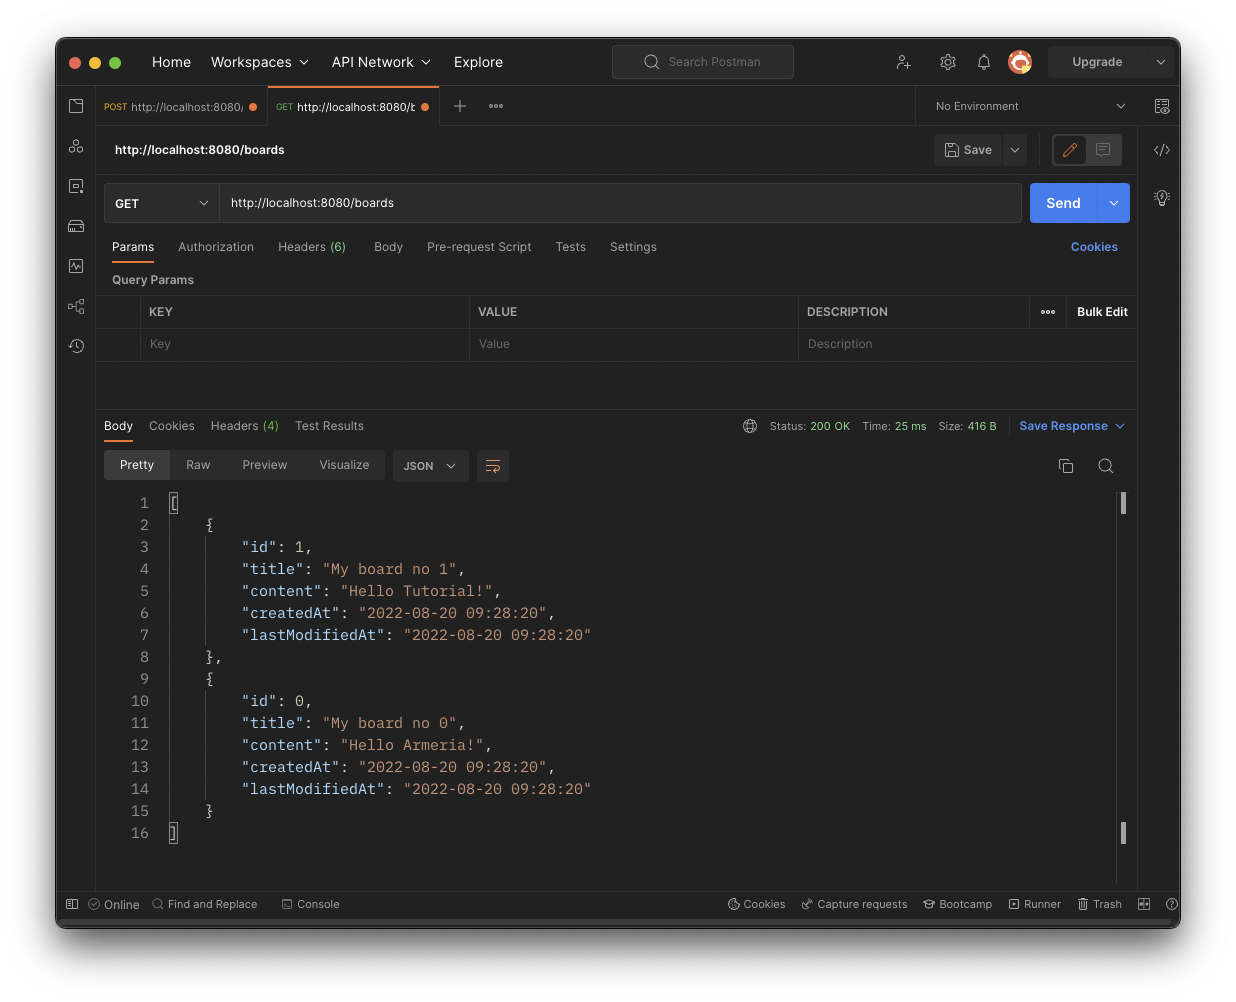 Home Workspaces API Network Explore Search Postman Upgrade
POST http://localhost:8080/ GET http://localhost:8080/b No Environment
http://localhost:8080/boards Save
GET http://localhost:8080/boards Send
Params Authorization Headers (6) Body Pre-request Script Tests Settings Cookies
Query Params
KEY VALUE DESCRIPTION Bulk Edit
Key Value Description
Body Cookies Headers (4) Test Results Status: 200 OK Time: 25 ms Size: 416 B Save Response
Pretty Raw Preview Visualize JSON
1 [
2 {
3 "id": 1,
4 "title": "My board no 1",
5 "content": "Hello Tutorial!",
6 "createdAt": "2022-08-20 09:28:20",
7 "lastModifiedAt": "2022-08-20 09:28:20"
8 },
9 {
10 "id": 0,
11 "title": "My board no 0",
12 "content": "Hello Armeria!",
13 "createdAt": "2022-08-20 09:28:20",
14 "lastModifiedAt": "2022-08-20 09:28:20"
15 }
16 ]
Online Find and Replace Console Cookies Capture requests Bootcamp Runner Trash